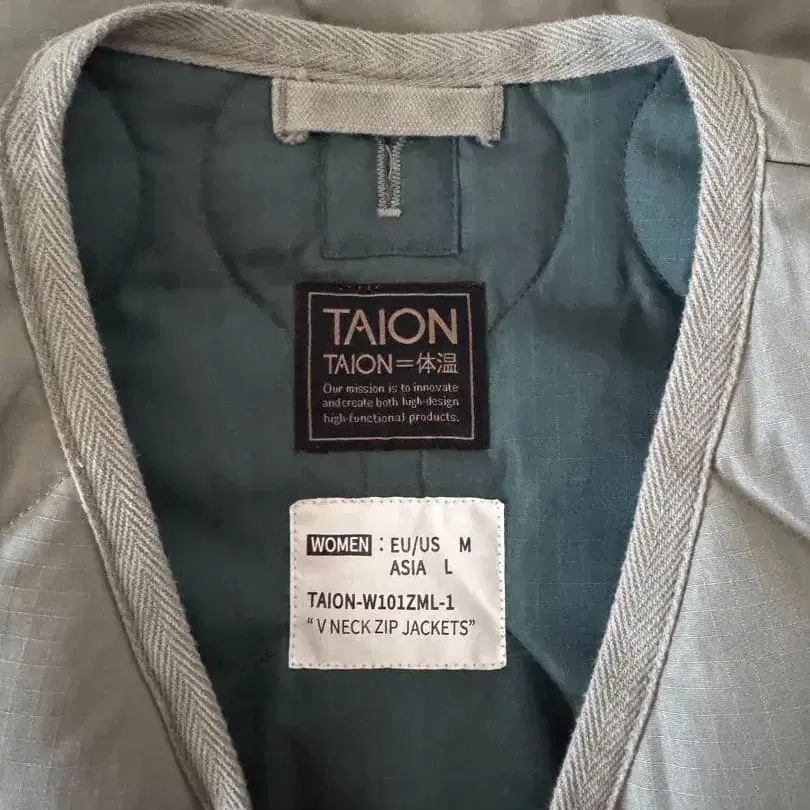 TAION
TAION=体温
Our mission is to innovate
and create both high-design
high-functional products.
WOMEN : EU/US M
ASIA L
TAION-W101ZML-1
“V NECK ZIP JACKETS”